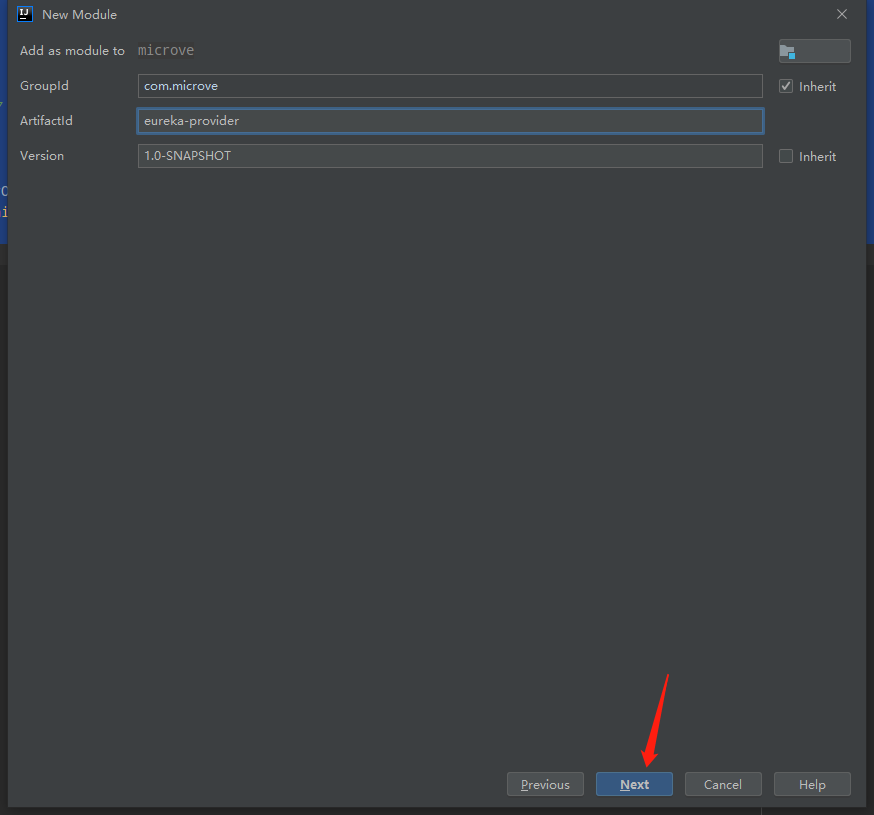 New Module
Add as module to microve
GroupId com.microve Inherit
ArtifactId eureka-provider
Version 1.0-SNAPSHOT Inherit
Previous Next Cancel Help